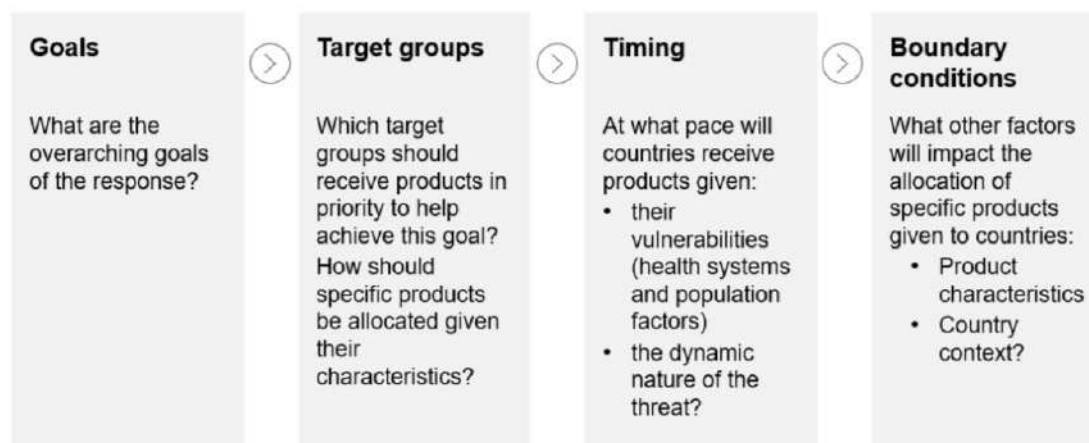 Goals
What are the
overarching goals
of the response?
Target groups
Which target
groups should
receive products in
priority to help
achieve this goal?
How should
specific products
be allocated given
their
characteristics?
Timing
At what pace will
countries receive
products given:
• their
vulnerabilities
(health systems
and population
factors)
• the dynamic
nature of the
threat?
Boundary
conditions
What other factors
will impact the
allocation of
specific products
given to countries:
• Product
characteristics
• Country
context?